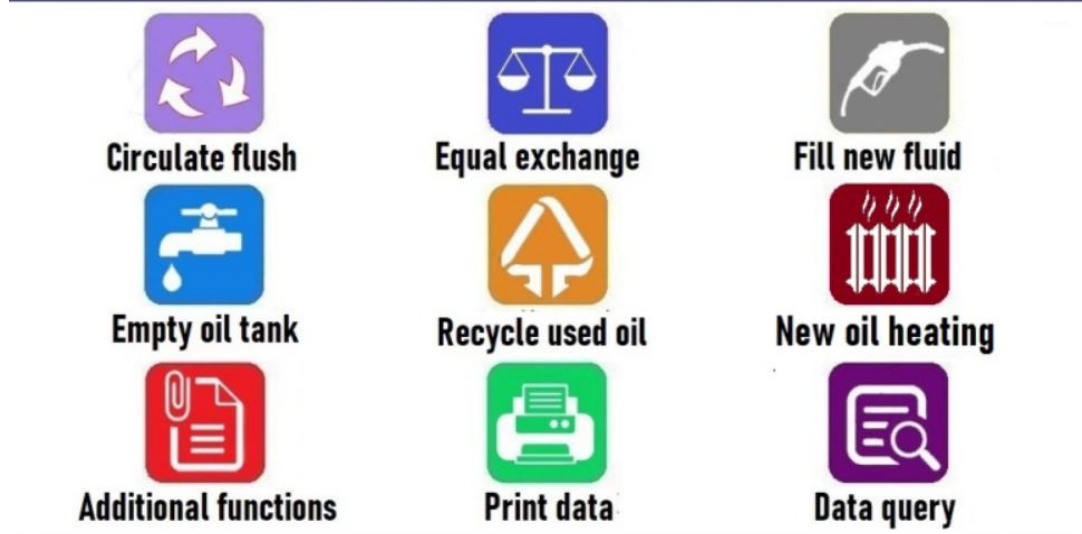 Circulate flush
Equal exchange
Fill new fluid
Empty oil tank
Recycle used oil
New oil heating
Additional functions
Print data
Data query